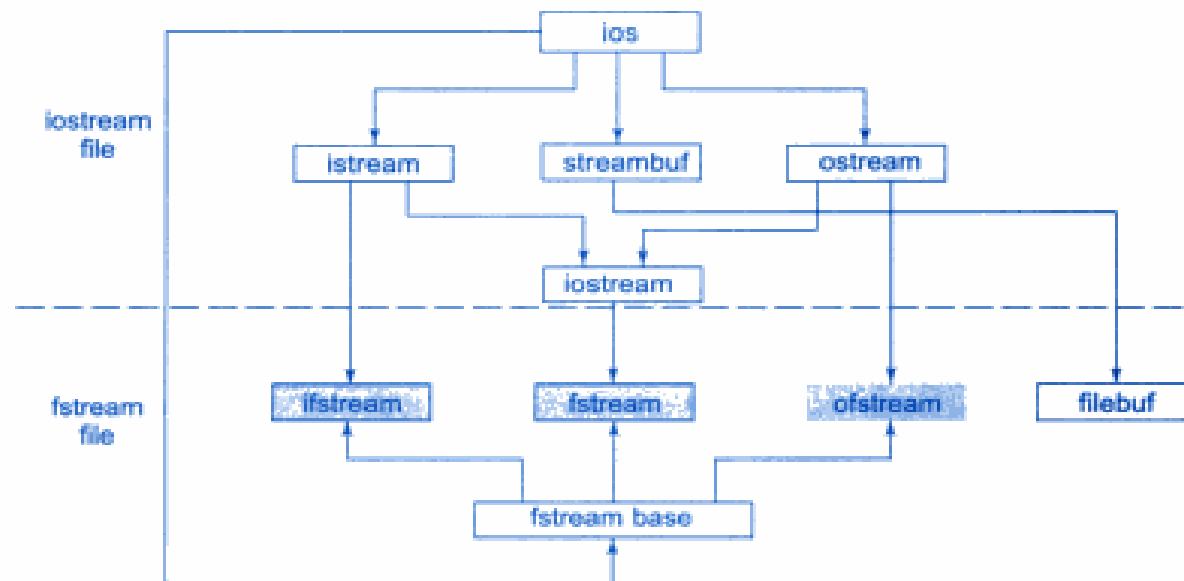 ios
iostream
file
istream
streambuf
ostream
iostream
fstream
file
ifstream
fstream
ofstream
filebuf
fstream base